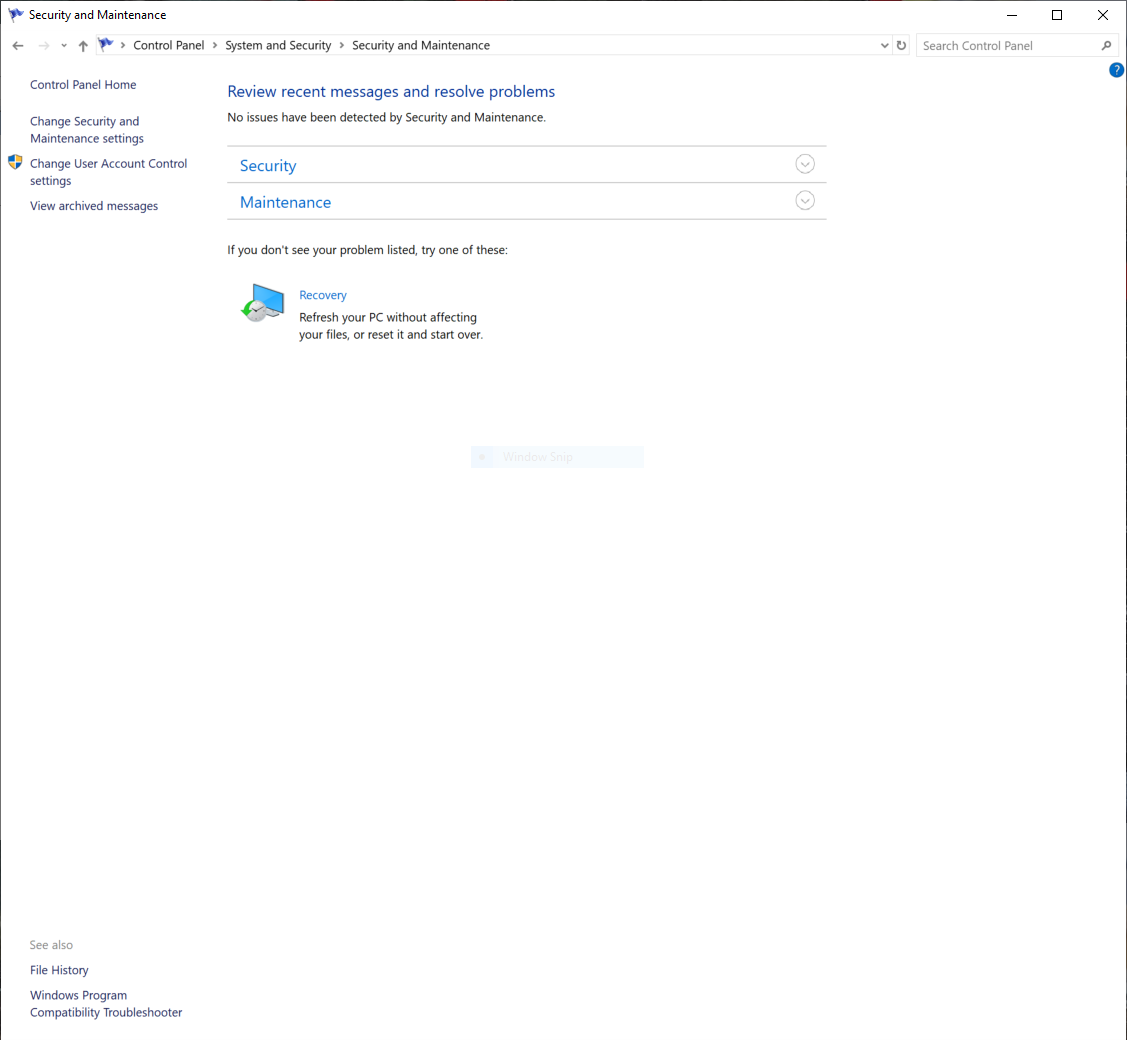 Security and Maintenance
Control Panel > System and Security > Security and Maintenance
Search Control Panel
?
Control Panel Home
Change Security and
Maintenance settings
Change User Account Control
settings
View archived messages
Review recent messages and resolve problems
No issues have been detected by Security and Maintenance.
Security
Maintenance
If you don't see your problem listed, try one of these:
Recovery
Refresh your PC without affecting
your files, or reset it and start over.
Window Snip
See also
File History
Windows Program
Compatibility Troubleshooter